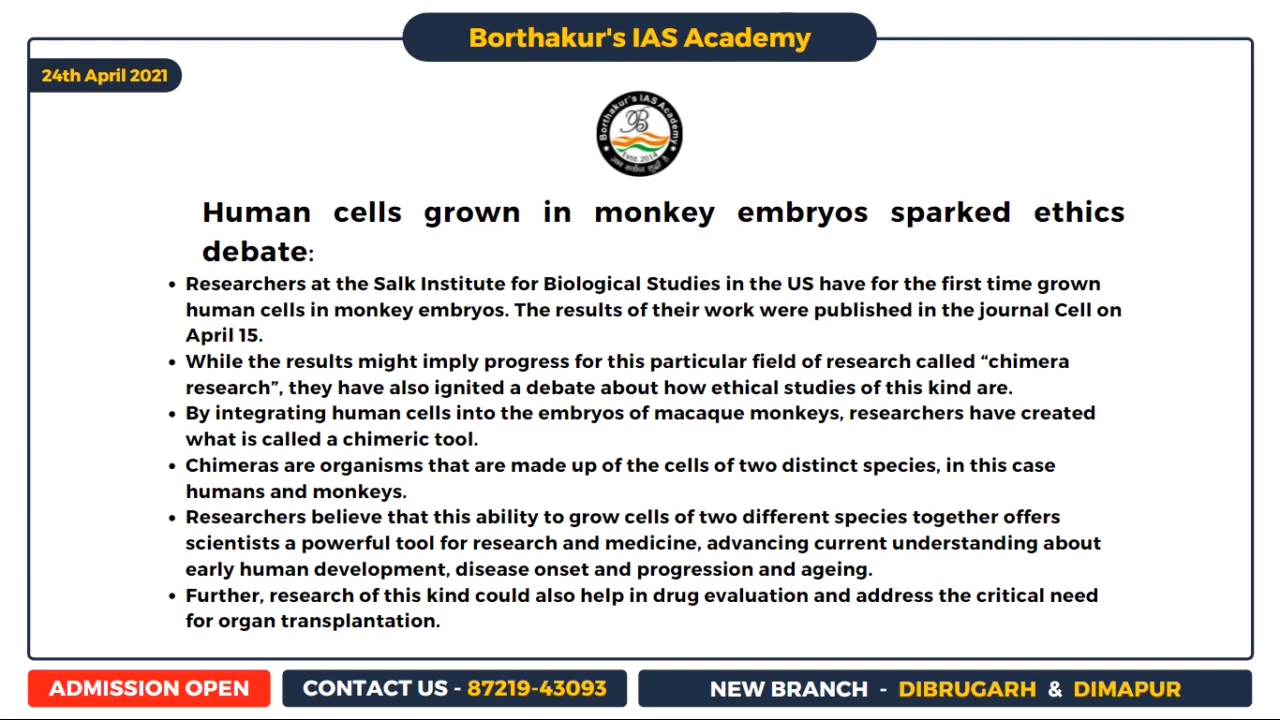 Borthakur's IAS Academy
24th April 2021
Borthakur's IAS Academy
B
Estd. 2014
Human cells grown in monkey embryos sparked ethics
debate:
• Researchers at the Salk Institute for Biological Studies in the US have for the first time grown
human cells in monkey embryos. The results of their work were published in the journal Cell on
April 15.
• While the results might imply progress for this particular field of research called “chimera
research”, they have also ignited a debate about how ethical studies of this kind are.
• By integrating human cells into the embryos of macaque monkeys, researchers have created
what is called a chimeric tool.
• Chimeras are organisms that are made up of the cells of two distinct species, in this case
humans and monkeys.
• Researchers believe that this ability to grow cells of two different species together offers
scientists a powerful tool for research and medicine, advancing current understanding about
early human development, disease onset and progression and ageing.
• Further, research of this kind could also help in drug evaluation and address the critical need
for organ transplantation.
ADMISSION OPEN
CONTACT US - 87219-43093
NEW BRANCH - DIBRUGARH & DIMAPUR